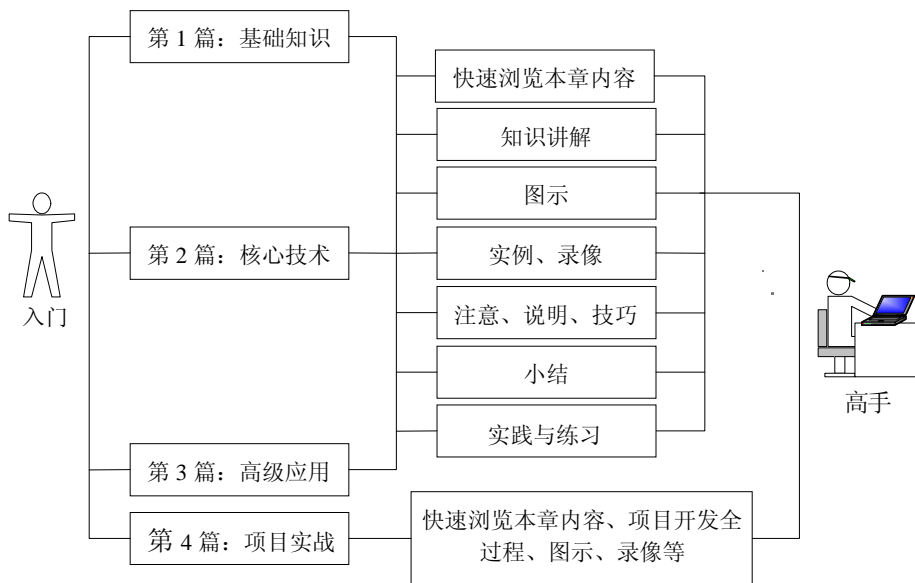 第 1 篇：基础知识
快速浏览本章内容
知识讲解
图示
第 2 篇：核心技术
实例、录像
入门
注意、说明、技巧
小结
高手
实践与练习
第 3 篇：高级应用
第 4 篇：项目实战
快速浏览本章内容、项目开发全
过程、图示、录像等